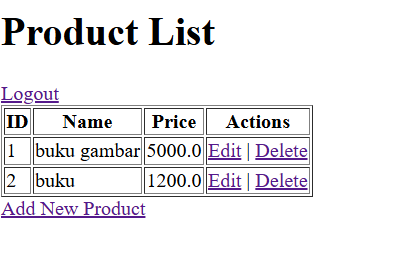 Product List
Logout
ID Name Price Actions
1 buku gambar 5000.0 Edit | Delete
2 buku 1200.0 Edit | Delete
Add New Product